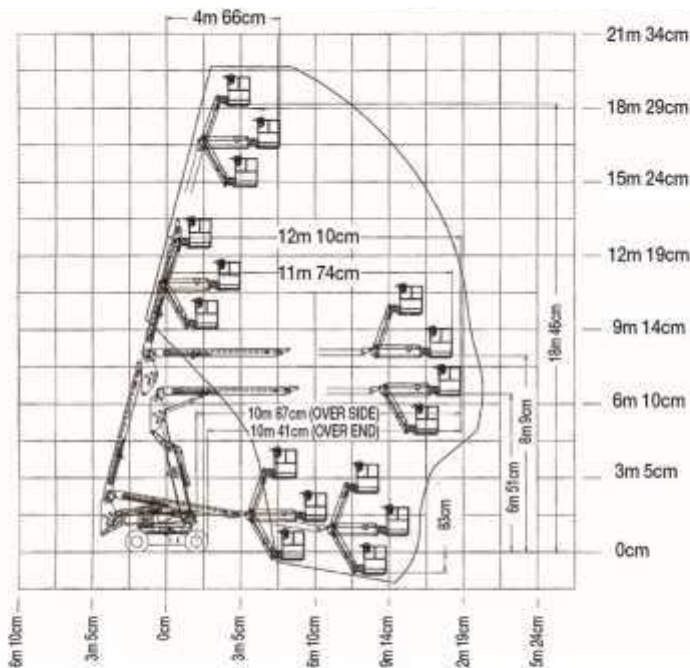 4m 66cm
21m 34cm
18m 29cm
15m 24cm
12m 10cm
12m 19cm
11m 74cm
18m 46cm
9m 14cm
8m 9cm
6m 10cm
10m 67cm (OVER SIDE)
10m 41cm (OVER END)
6m 51cm
3m 5cm
83cm
0cm
6m 10cm
3m 5cm
0cm
3m 5cm
6m 10cm
9m 14cm
2m 19cm
5m 24cm